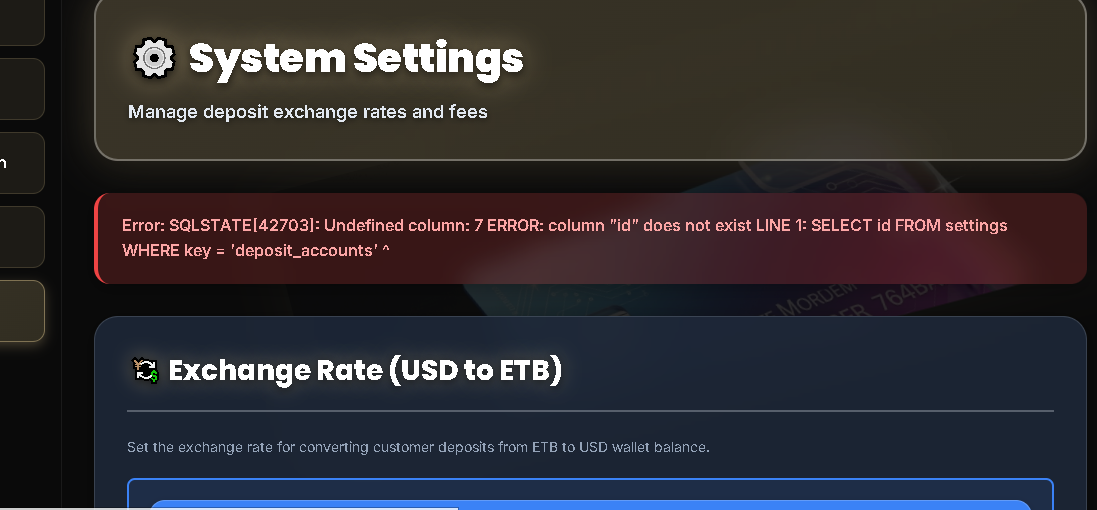 System Settings
Manage deposit exchange rates and fees
n
Error: SQLSTATE[42703]: Undefined column: 7 ERROR: column "id" does not exist LINE 1: SELECT id FROM settings
WHERE key = 'deposit_accounts' ^
Exchange Rate (USD to ETB)
Set the exchange rate for converting customer deposits from ETB to USD wallet balance.